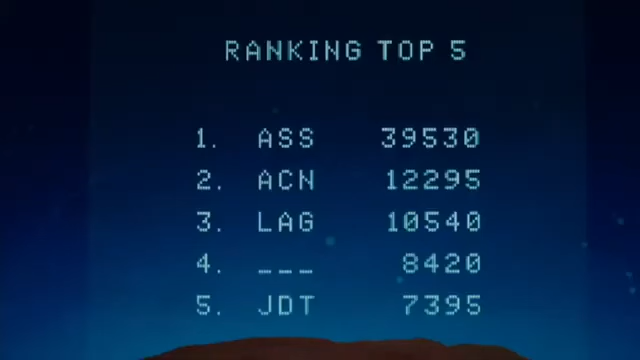 RANKING TOP 5
1. ASS 39530
2. ACN 12295
3. LAG 10540
4. ___ 8420
5. JDT 7395